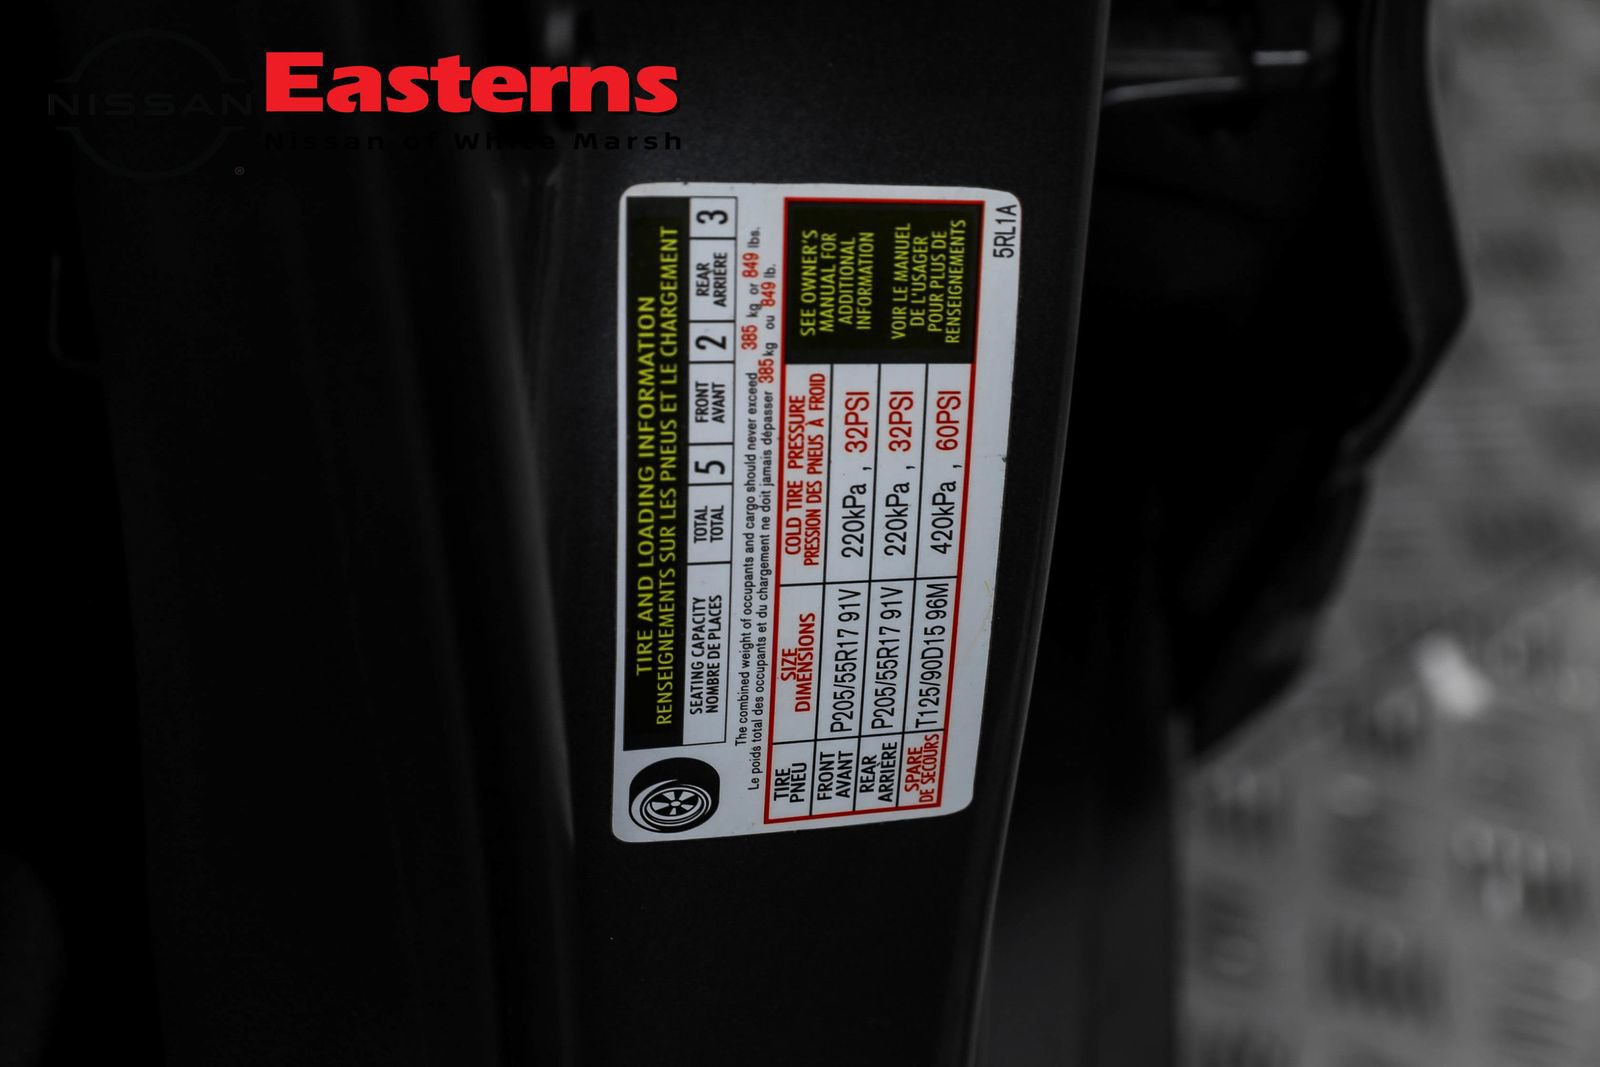 NISSAN
Easterns
Nissan of White Marsh
®
TIRE AND LOADING INFORMATION
RENSEIGNEMENTS SUR LES PNEUS ET LE CHARGEMENT
SEATING CAPACITY TOTAL 5 FRONT 2 REAR 3
NOMBRE DE PLACES TOTAL AVANT ARRIÈRE
The combined weight of occupants and cargo should never exceed 385 kg or 849 lbs.
Le poids total des occupants et du chargement ne doit jamais dépasser 385 kg ou 849 lb.
TIRE SIZE COLD TIRE PRESSURE
PNEU DIMENSIONS PRESSION DES PNEUS À FROID
FRONT P205/55R17 91V 220kPa , 32PSI
AVANT
REAR P205/55R17 91V 220kPa , 32PSI
ARRIERE
SPARE T125/90D15 96M 420kPa , 60PSI
DE SECOURS
SEE OWNER'S
MANUAL FOR
ADDITIONAL
INFORMATION
VOIR LE MANUEL
DE L'USAGER
POUR PLUS DE
RENSEIGNEMENTS
5RL1A